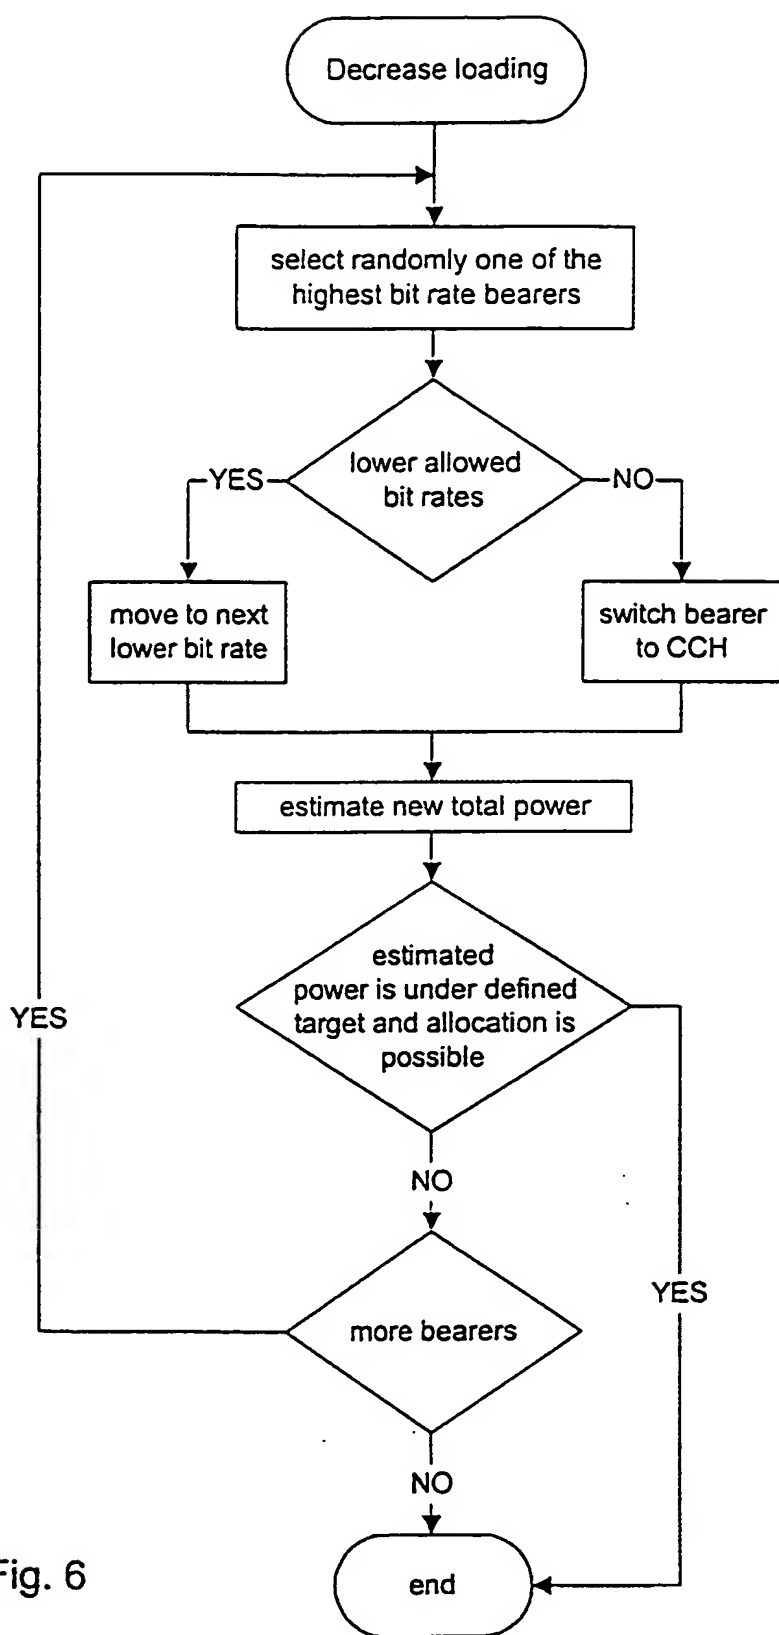 Decrease loading
select randomly one of the
highest bit rate bearers
lower allowed
bit rates
YES
NO
move to next
lower bit rate
switch bearer
to CCH
estimate new total power
estimated
power is under defined
target and allocation is
possible
YES
NO
YES
more bearers
NO
end
Fig. 6